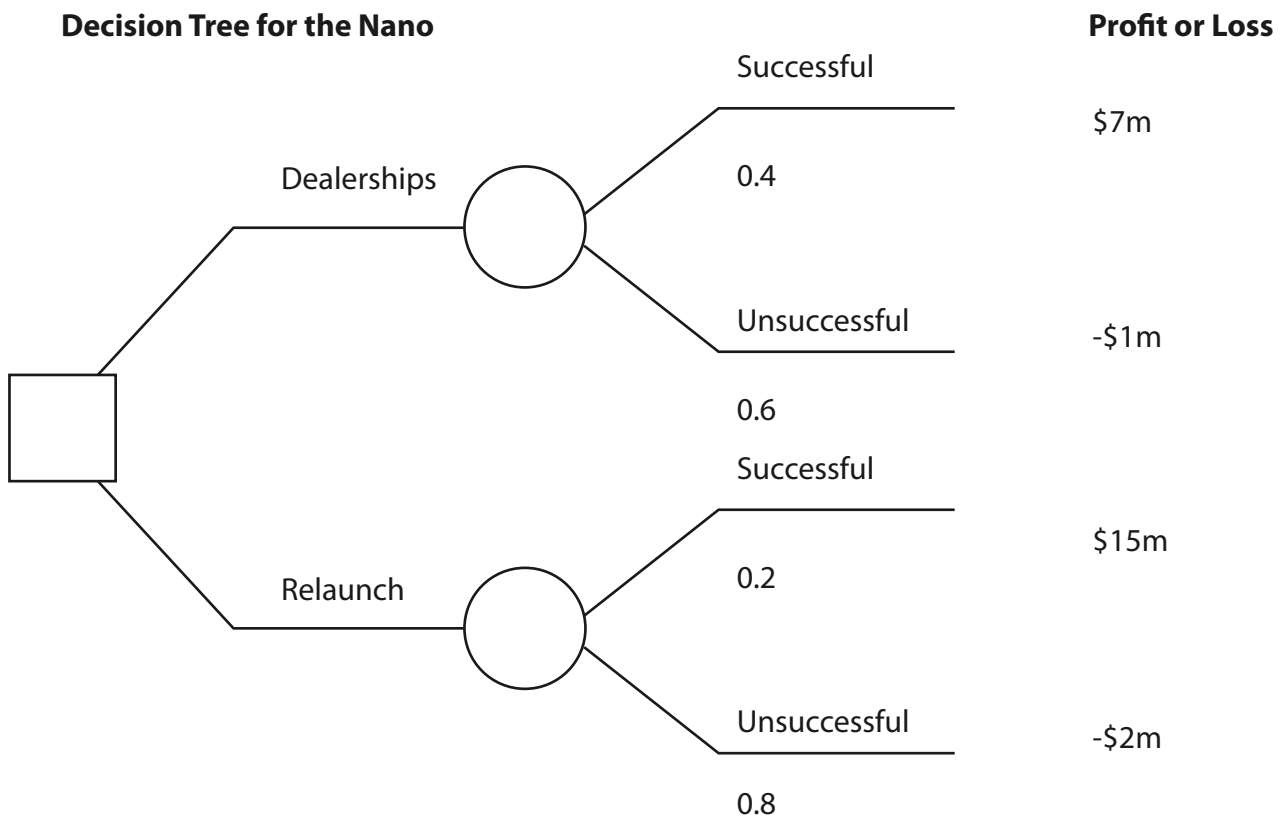 Decision Tree for the Nano
Profit or Loss
Successful
$7m
Dealerships
0.4
Unsuccessful
-$1m
0.6
Successful
$15m
Relaunch
0.2
Unsuccessful
-$2m
0.8